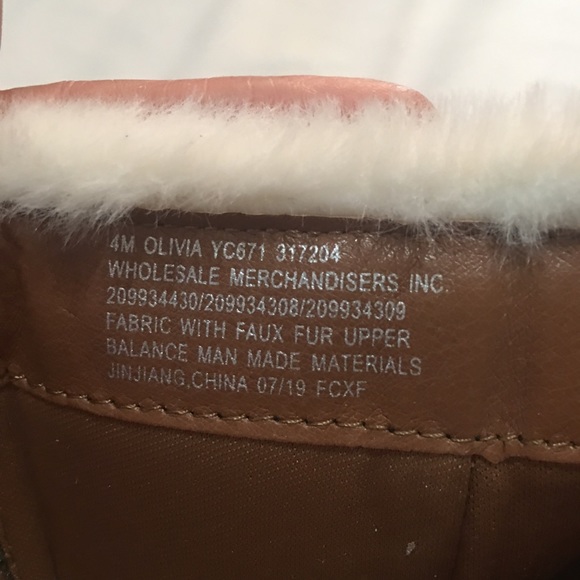 4M OLIVIA YC671 317204
WHOLESALE MERCHANDISERS INC.
209934430/209934308/209934309
FABRIC WITH FAUX FUR UPPER
BALANCE MAN MADE MATERIALS
JINJIANG,CHINA 07/19 FCXF